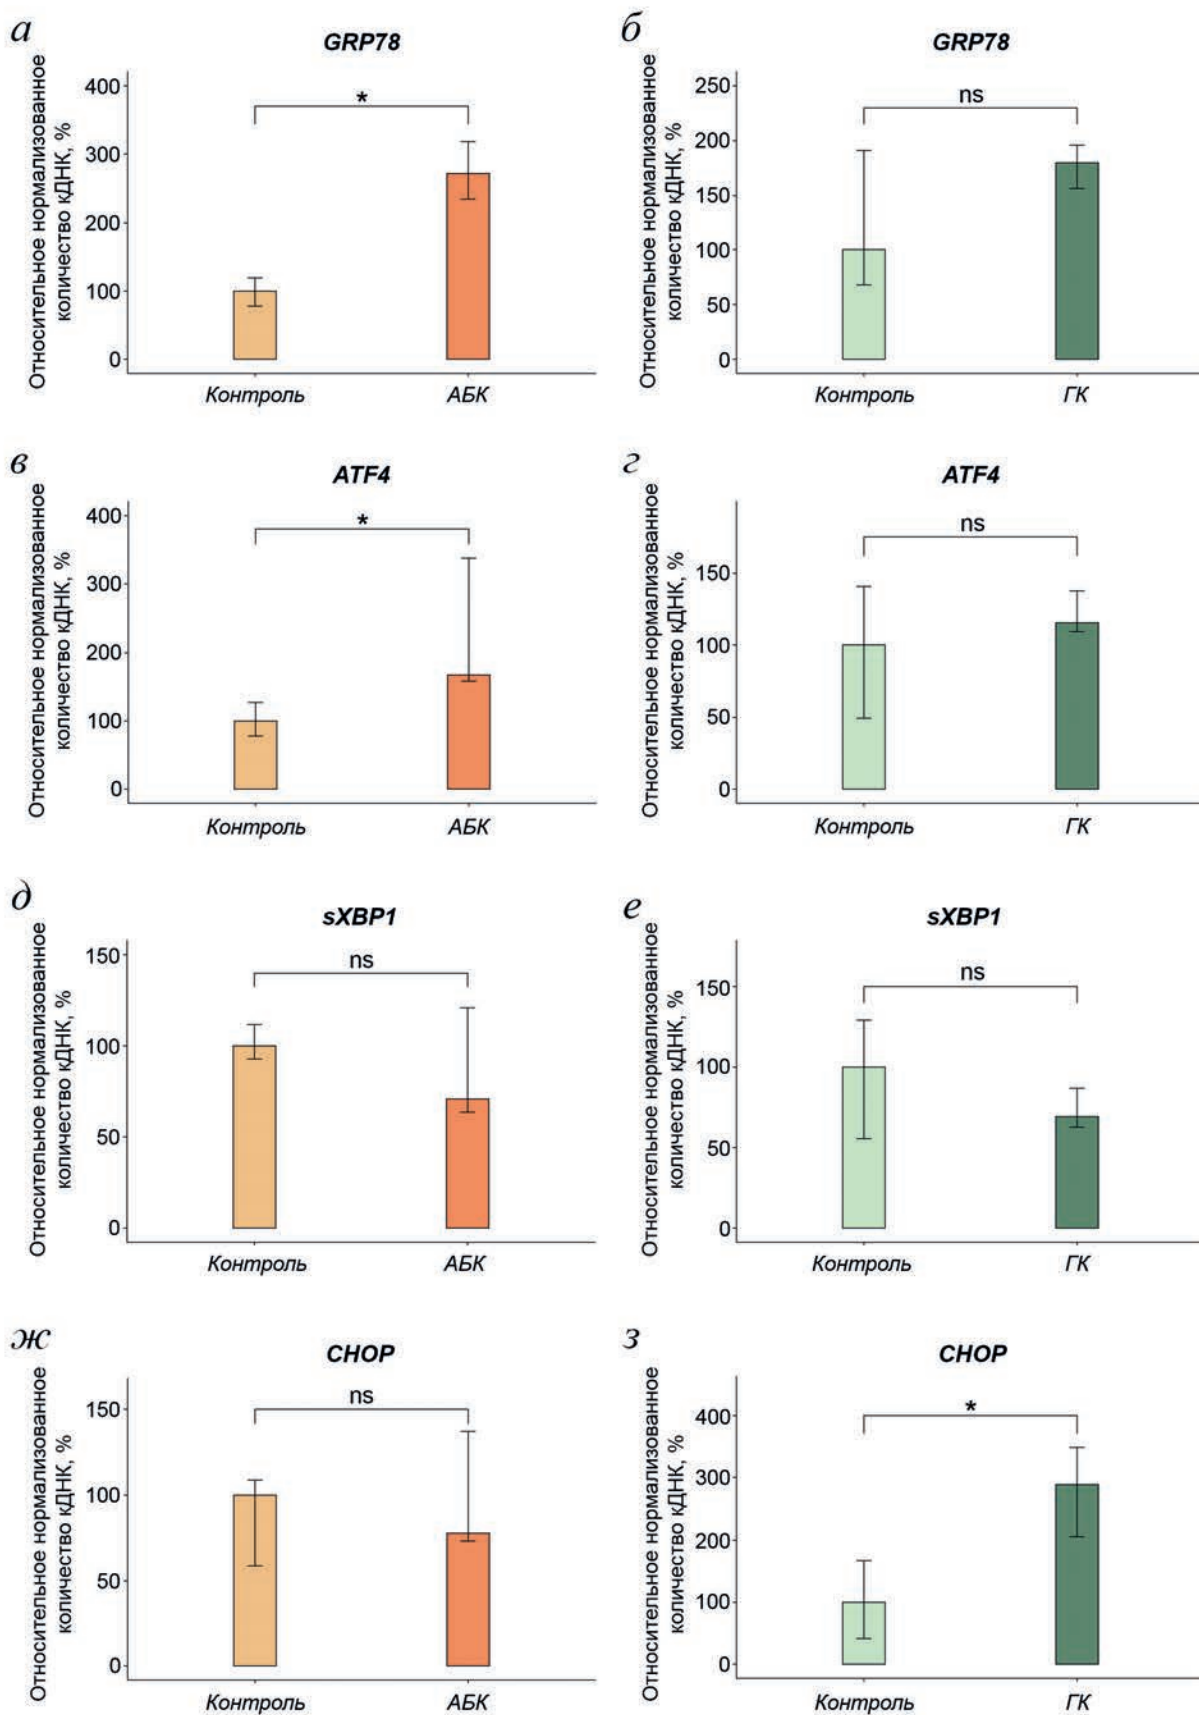 а
GRP78
Относительное нормализованное
количество кДНК, %
400
300
200
100
0
*
Контроль
АБК
б
GRP78
Относительное нормализованное
количество кДНК, %
250
200
150
100
50
0
ns
Контроль
ГК
в
ATF4
Относительное нормализованное
количество кДНК, %
400
300
200
100
0
*
Контроль
АБК
г
ATF4
Относительное нормализованное
количество кДНК, %
150
100
50
0
ns
Контроль
ГК
д
sXBP1
Относительное нормализованное
количество кДНК, %
150
100
50
0
ns
Контроль
АБК
е
sXBP1
Относительное нормализованное
количество кДНК, %
150
100
50
0
ns
Контроль
ГК
ж
CHOP
Относительное нормализованное
количество кДНК, %
150
100
50
0
ns
Контроль
АБК
з
CHOP
Относительное нормализованное
количество кДНК, %
400
300
200
100
0
*
Контроль
ГК